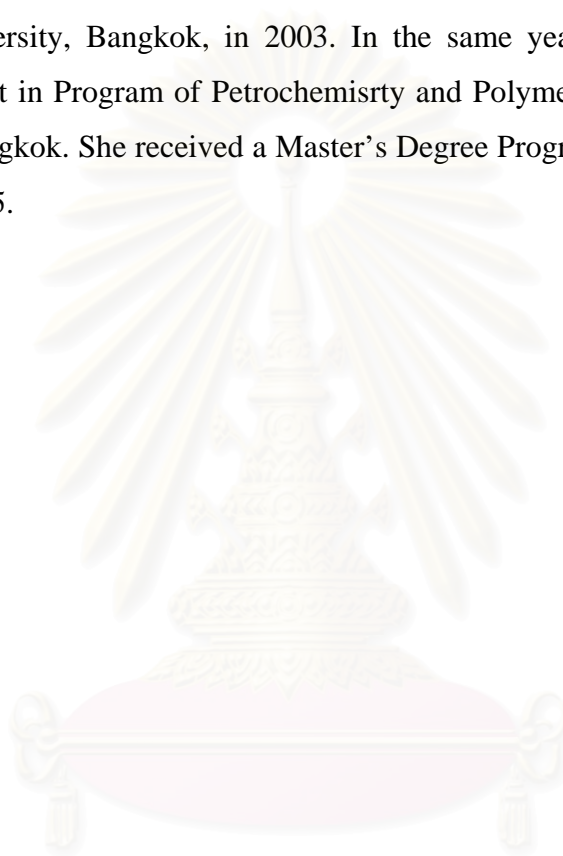 ersity, Bangkok, in 2003. In the same yea
t in Program of Petrochemisrty and Polyme
gkok. She received a Master's Degree Progr
5.